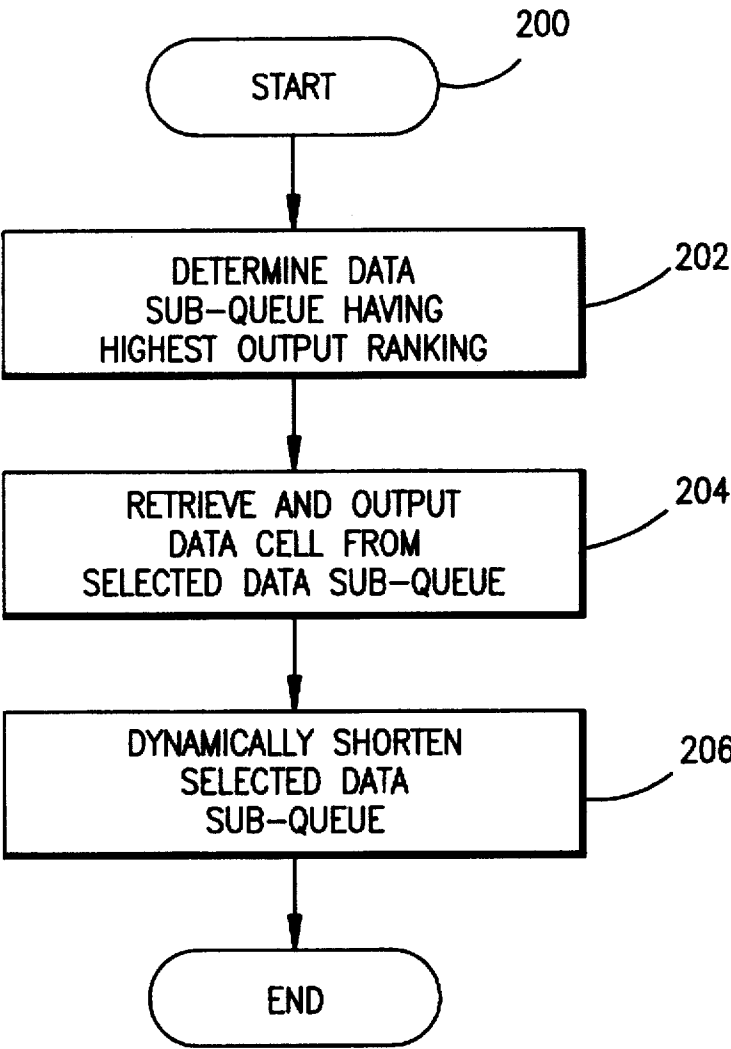 200
START
202
DETERMINE DATA
SUB-QUEUE HAVING
HIGHEST OUTPUT RANKING
204
RETRIEVE AND OUTPUT
DATA CELL FROM
SELECTED DATA SUB-QUEUE
206
DYNAMICALLY SHORTEN
SELECTED DATA
SUB-QUEUE
END